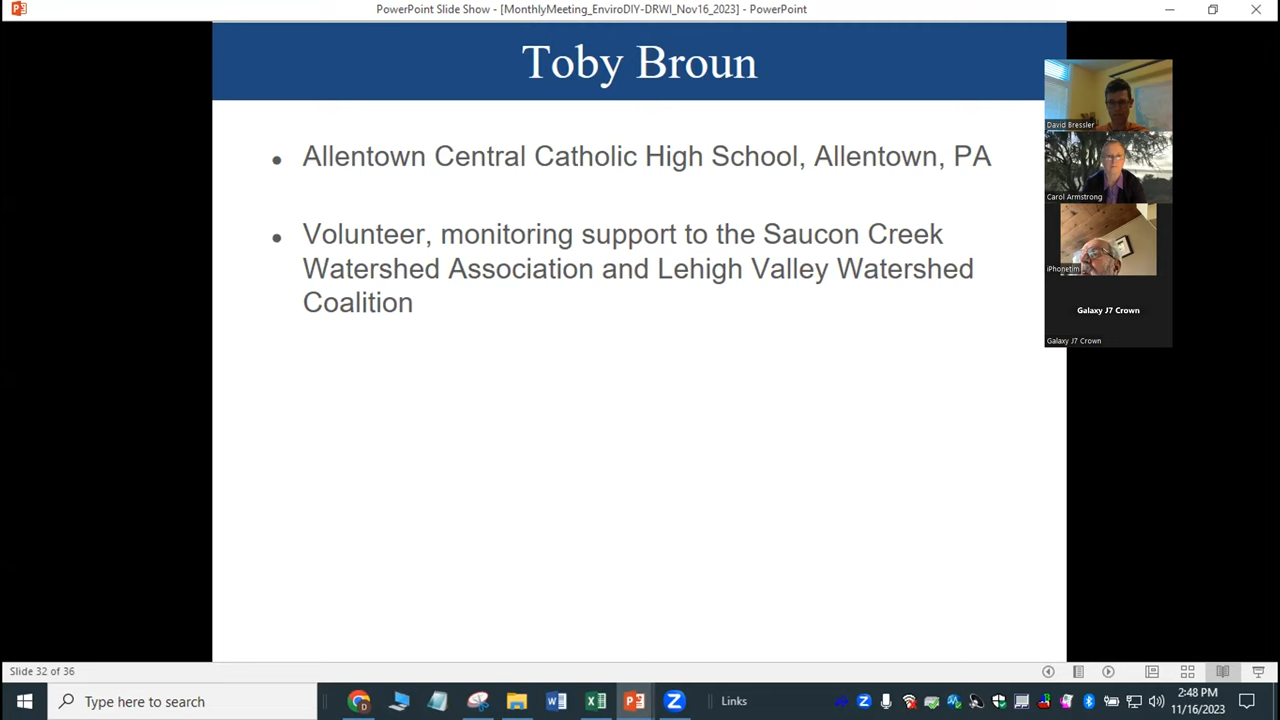 PowerPoint Slide Show - [MonthlyMeeting_EnviroDIY-DRWI_Nov16_2023] - PowerPoint
Toby Broun
• Allentown Central Catholic High School, Allentown, PA
• Volunteer, monitoring support to the Saucon Creek
Watershed Association and Lehigh Valley Watershed
Coalition
David Bressler
Carol Armstrong
iPhonetim
Galaxy J7 Crown
Galaxy J7 Crown
Slide 32 of 36
Type here to search
Links
2:48 PM
11/16/2023